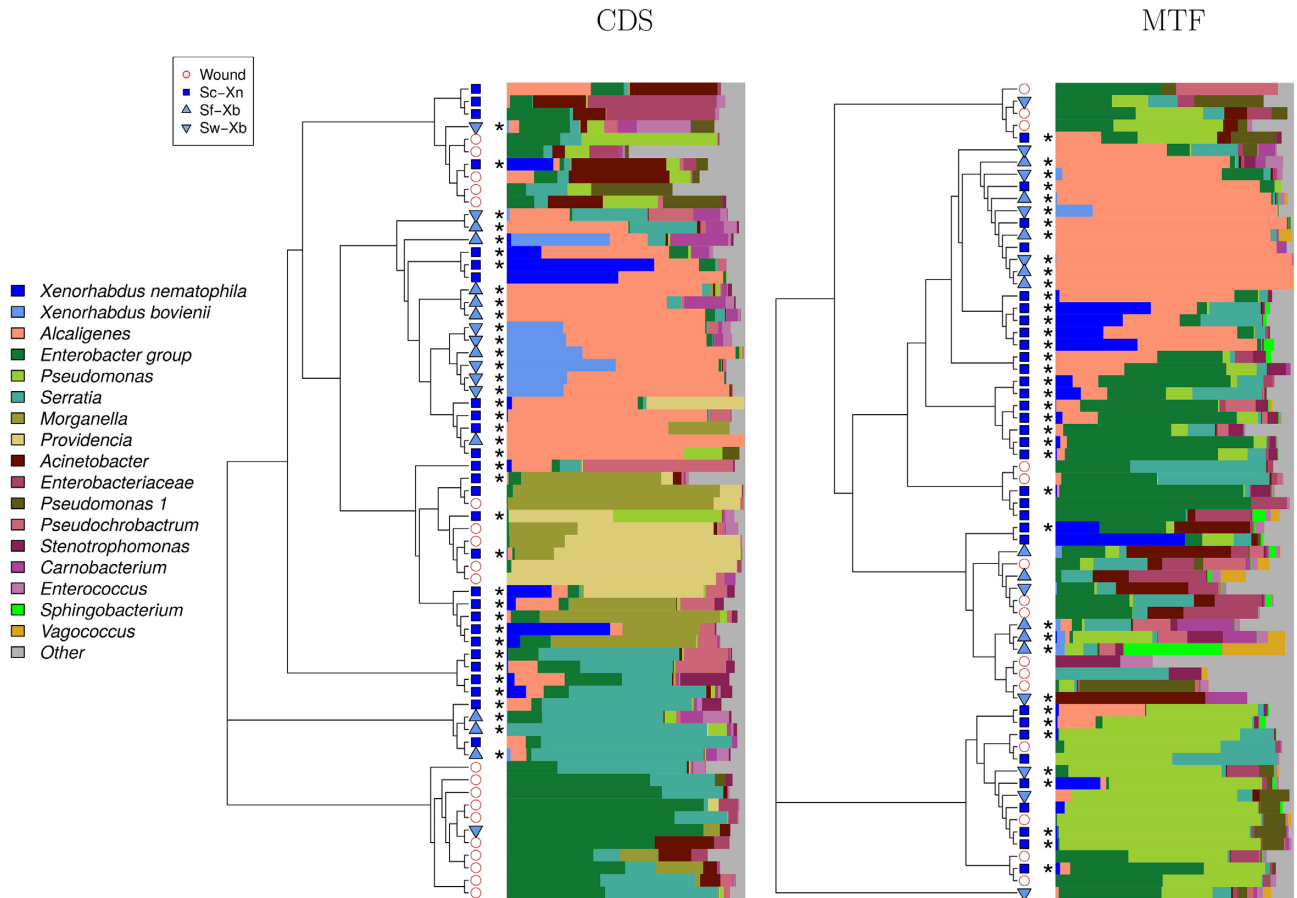 CDS
MTF
Wound
Sc−Xn
Sf−Xb
Sw−Xb
Xenorhabdus nematophila
Xenorhabdus bovienii
Alcaligenes
Enterobacter group
Pseudomonas
Serratia
Morganella
Providencia
Acinetobacter
Enterobacteriaceae
Pseudomonas 1
Pseudochrobactrum
Stenotrophomonas
Carnobacterium
Enterococcus
Sphingobacterium
Vagococcus
Other